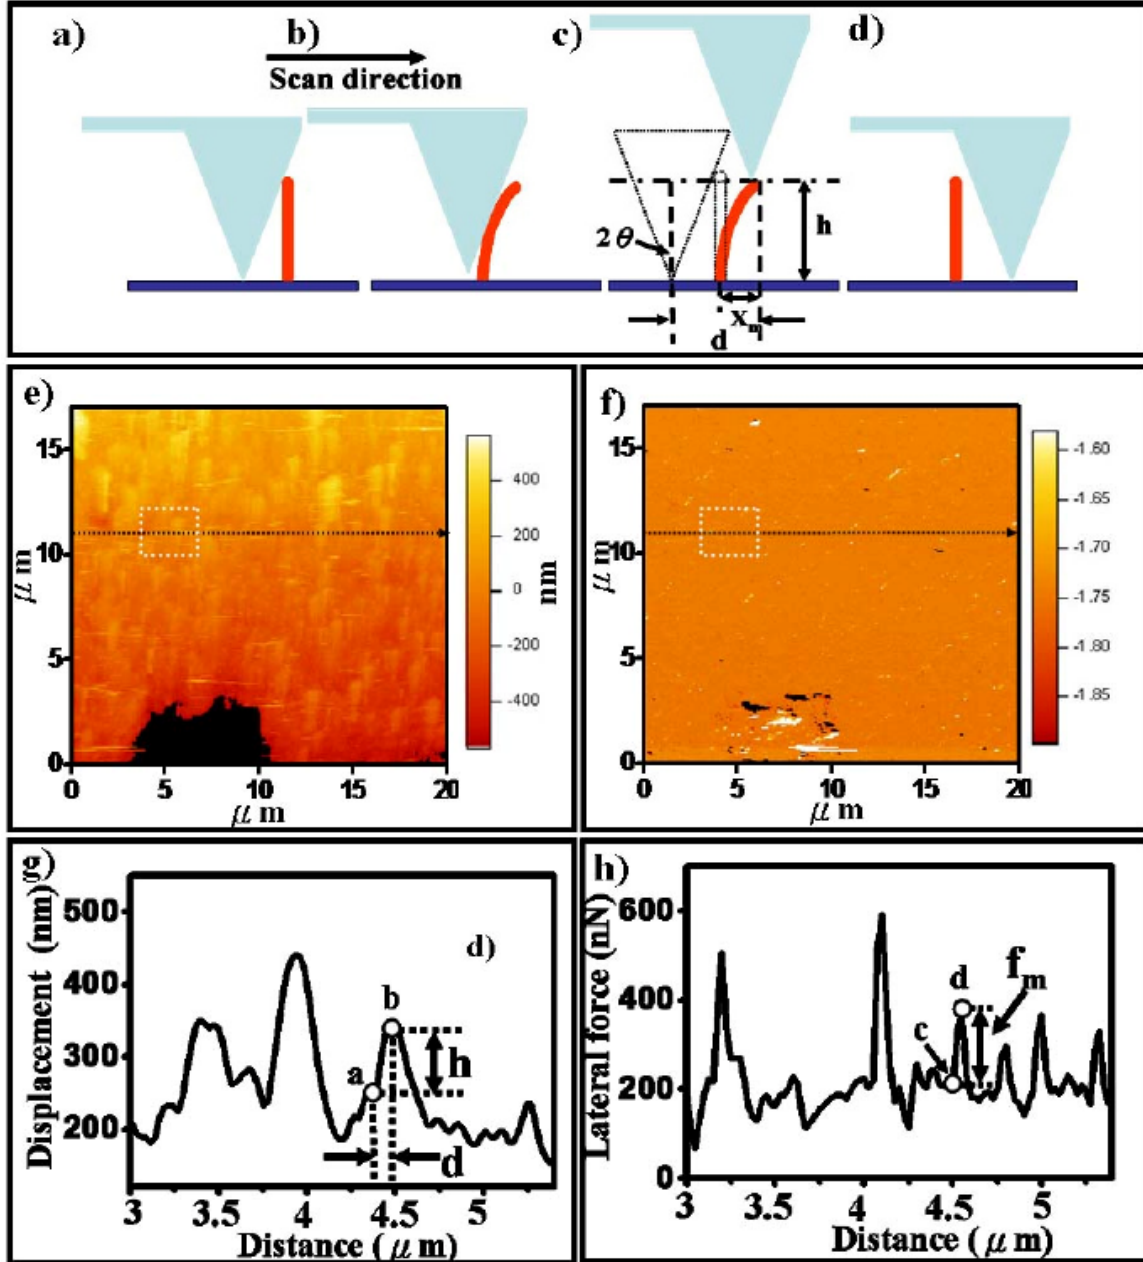 a)
b)
c)
d)
Scan direction
2θ
h
X_m
d
e)
15
10
5
0
μ m
0 5 10 15 20
μ m
400
200
0
-200
-400
nm
f)
15
10
5
0
μ m
0 5 10 15 20
μ m
-1.60
-1.65
-1.70
-1.75
-1.80
-1.85
g)
Displacement (nm)
500
400
300
200
d)
b
a
h
d
3 3.5 4 4.5 5
Distance ( μ m)
h)
Lateral force (nN)
600
400
200
0
d
f_m
c
3 3.5 4 4.5 5
Distance ( μ m)